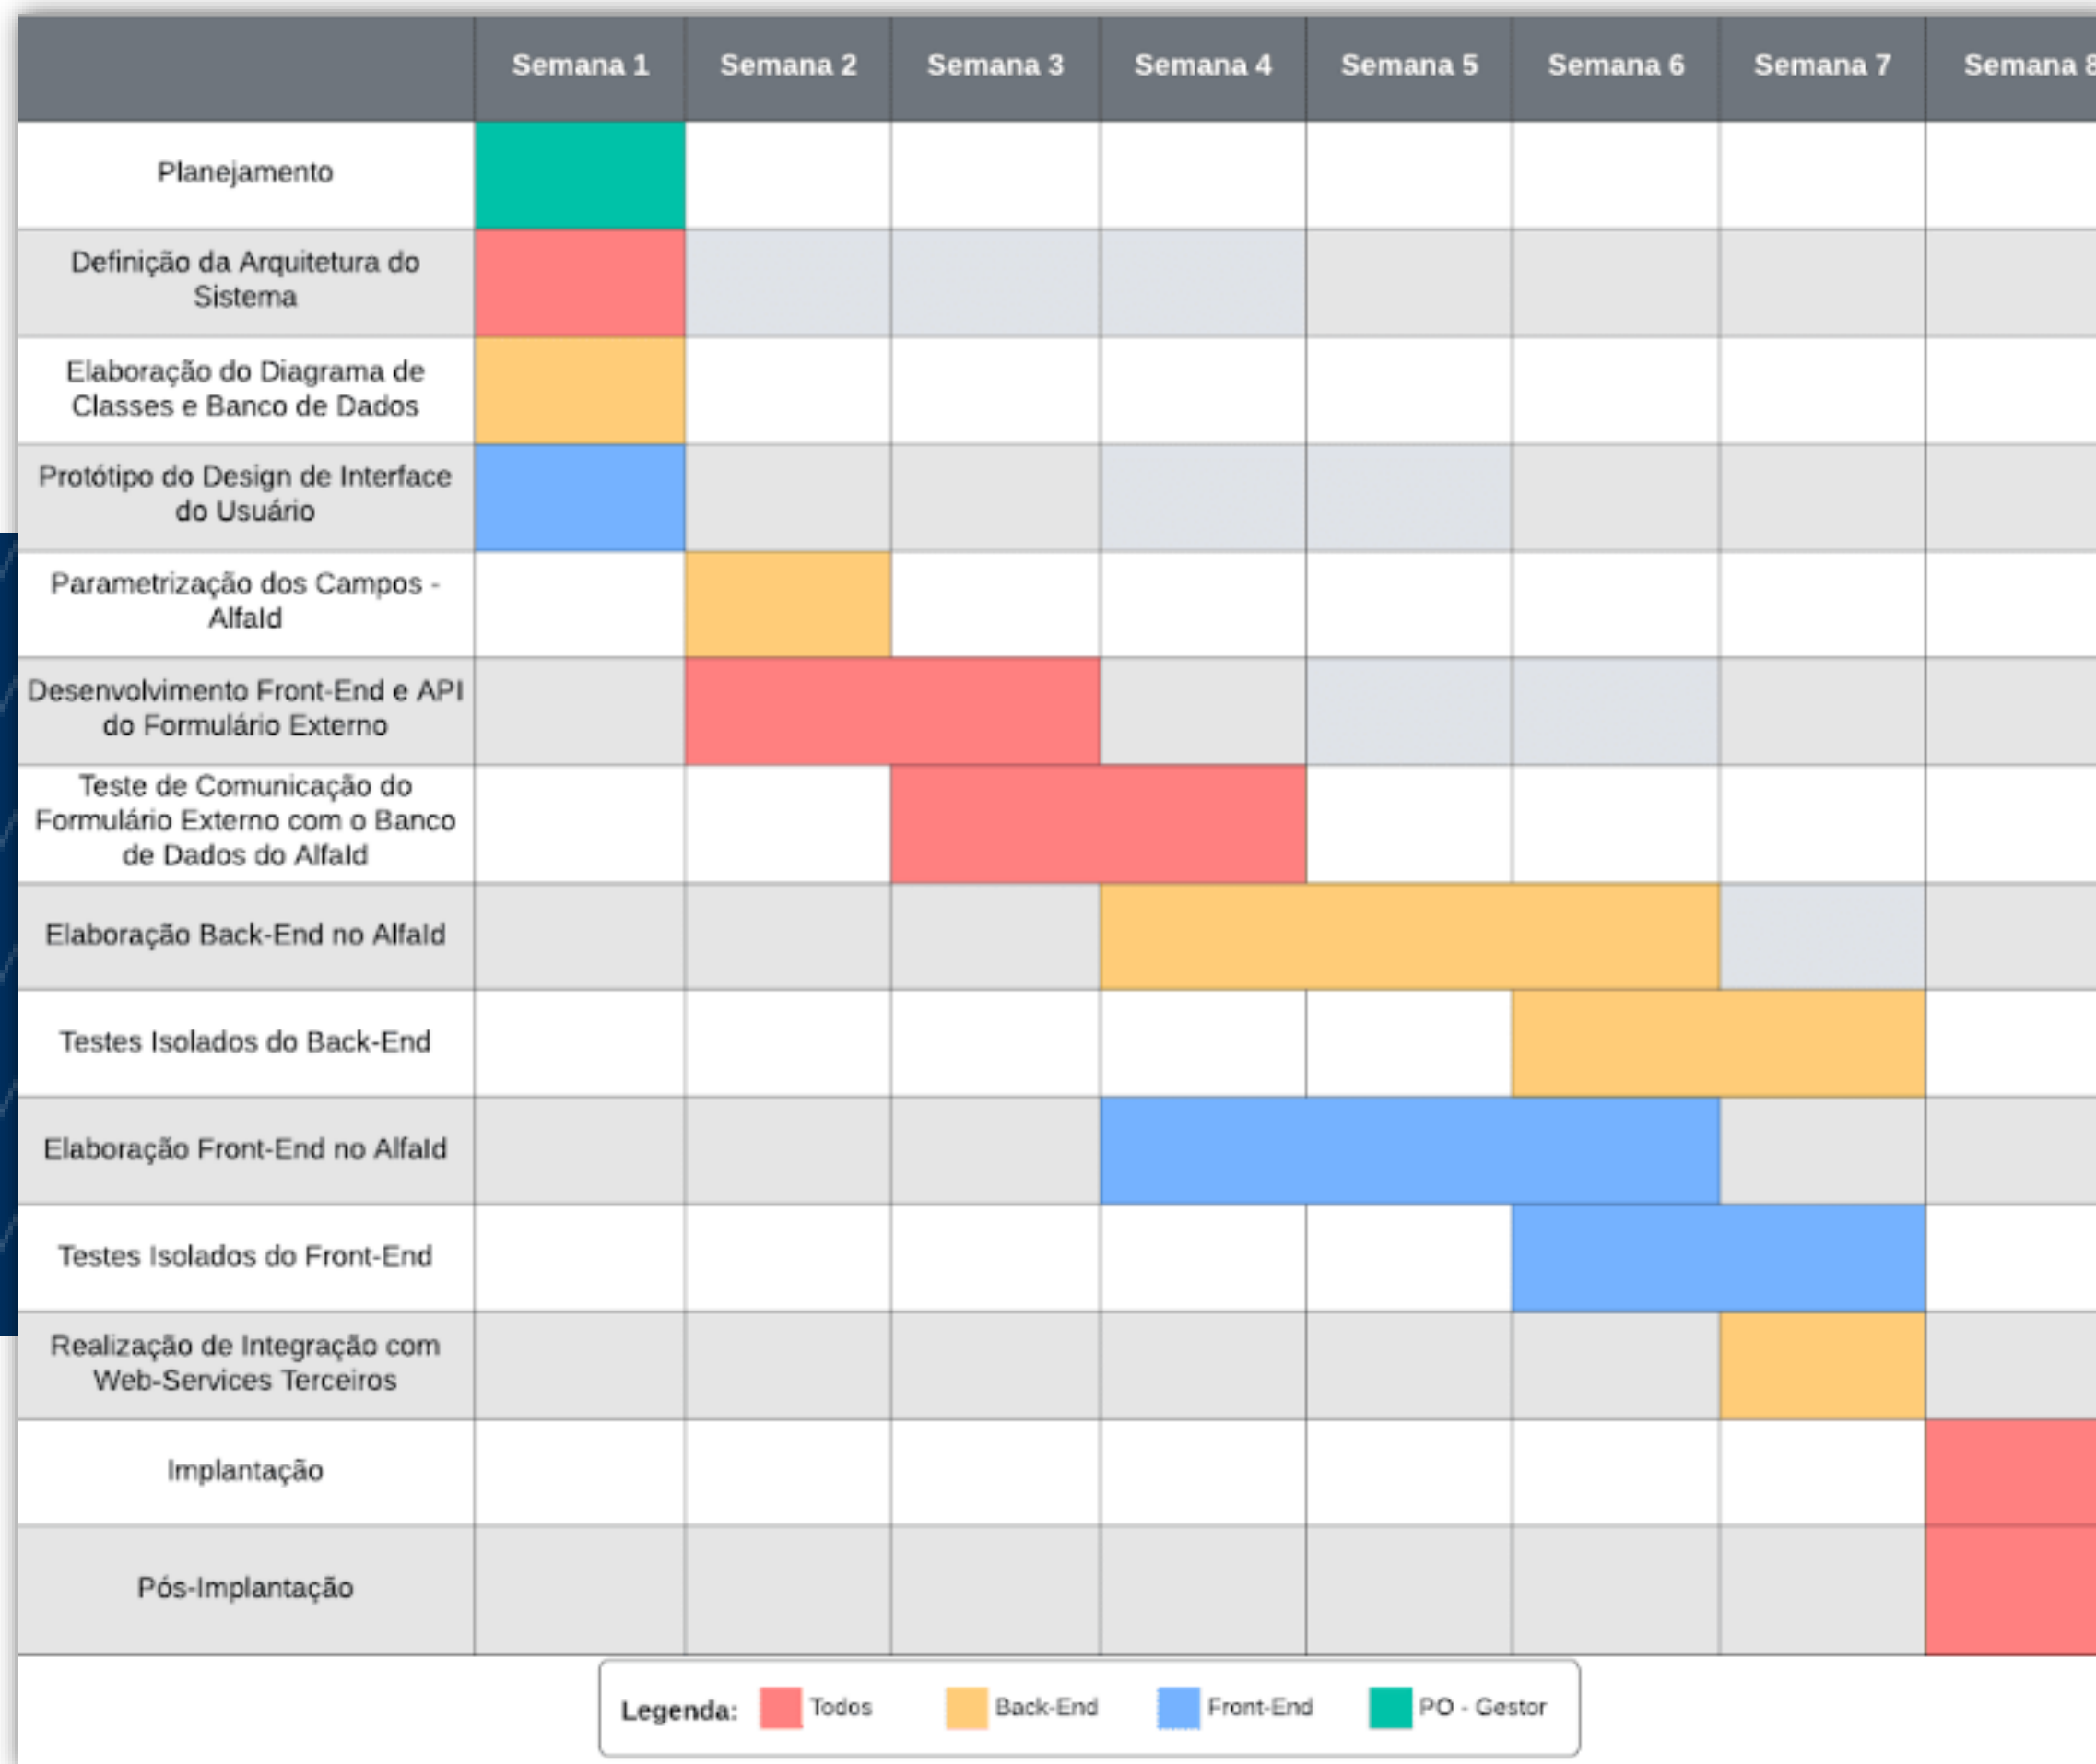 Semana 1 Semana 2 Semana 3 Semana 4 Semana 5 Semana 6 Semana 7 Semana 8
Planejamento
Definição da Arquitetura do
Sistema
Elaboração do Diagrama de
Classes e Banco de Dados
Protótipo do Design de Interface
do Usuário
Parametrização dos Campos -
AlfaId
Desenvolvimento Front-End e API
do Formulário Externo
Teste de Comunicação do
Formulário Externo com o Banco
de Dados do AlfaId
Elaboração Back-End no AlfaId
Testes Isolados do Back-End
Elaboração Front-End no AlfaId
Testes Isolados do Front-End
Realização de Integração com
Web-Services Terceiros
Implantação
Pós-Implantação
Legenda: Todos Back-End Front-End PO - Gestor